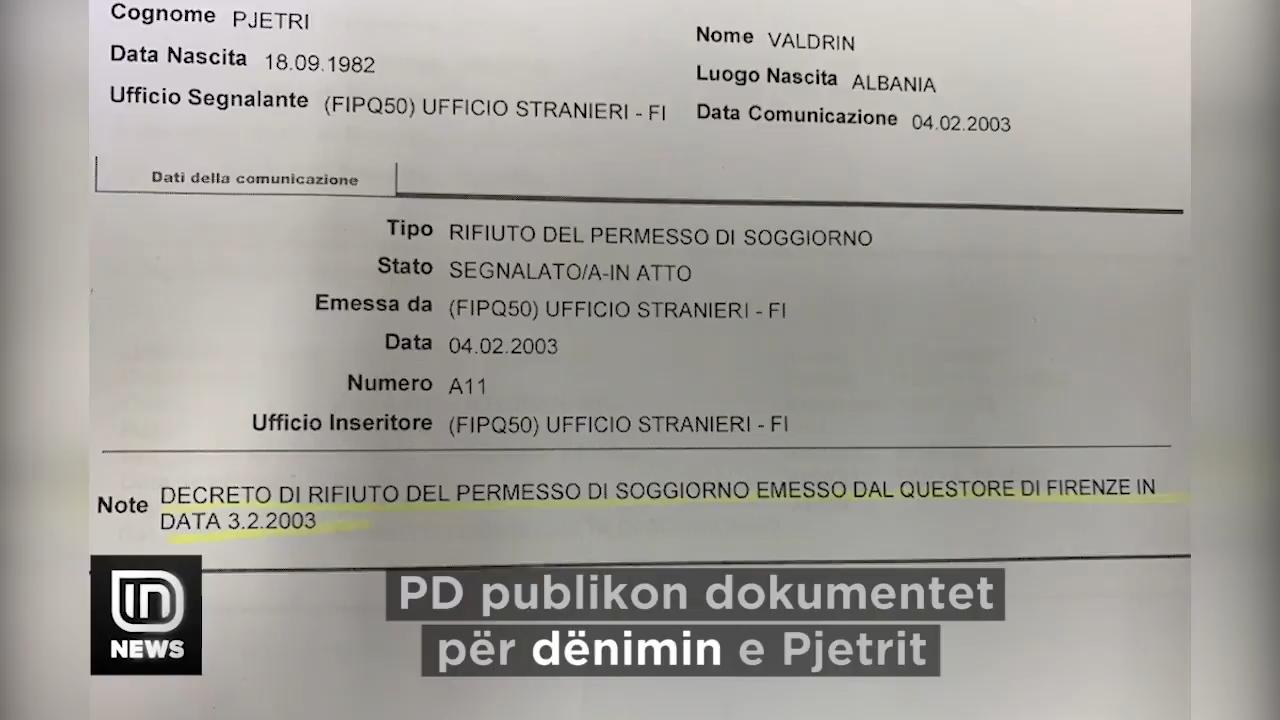 Cognome PJETRI
Nome VALDRIN
Data Nascita 18.09.1982
Luogo Nascita ALBANIA
Ufficio Segnalante (FIPQ50) UFFICIO STRANIERI - FI
Data Comunicazione 04.02.2003
Dati della comunicazione
Tipo RIFIUTO DEL PERMESSO DI SOGGIORNO
Stato SEGNALATO/A-IN ATTO
Emessa da (FIPQ50) UFFICIO STRANIERI - FI
Data 04.02.2003
Numero A11
Ufficio Inseritore (FIPQ50) UFFICIO STRANIERI - FI
Note DECRETO DI RIFIUTO DEL PERMESSO DI SOGGIORNO EMESSO DAL QUESTORE DI FIRENZE IN
DATA 3.2.2003
IN
NEWS
PD publikon dokumentet
për dënimin e Pjetrit